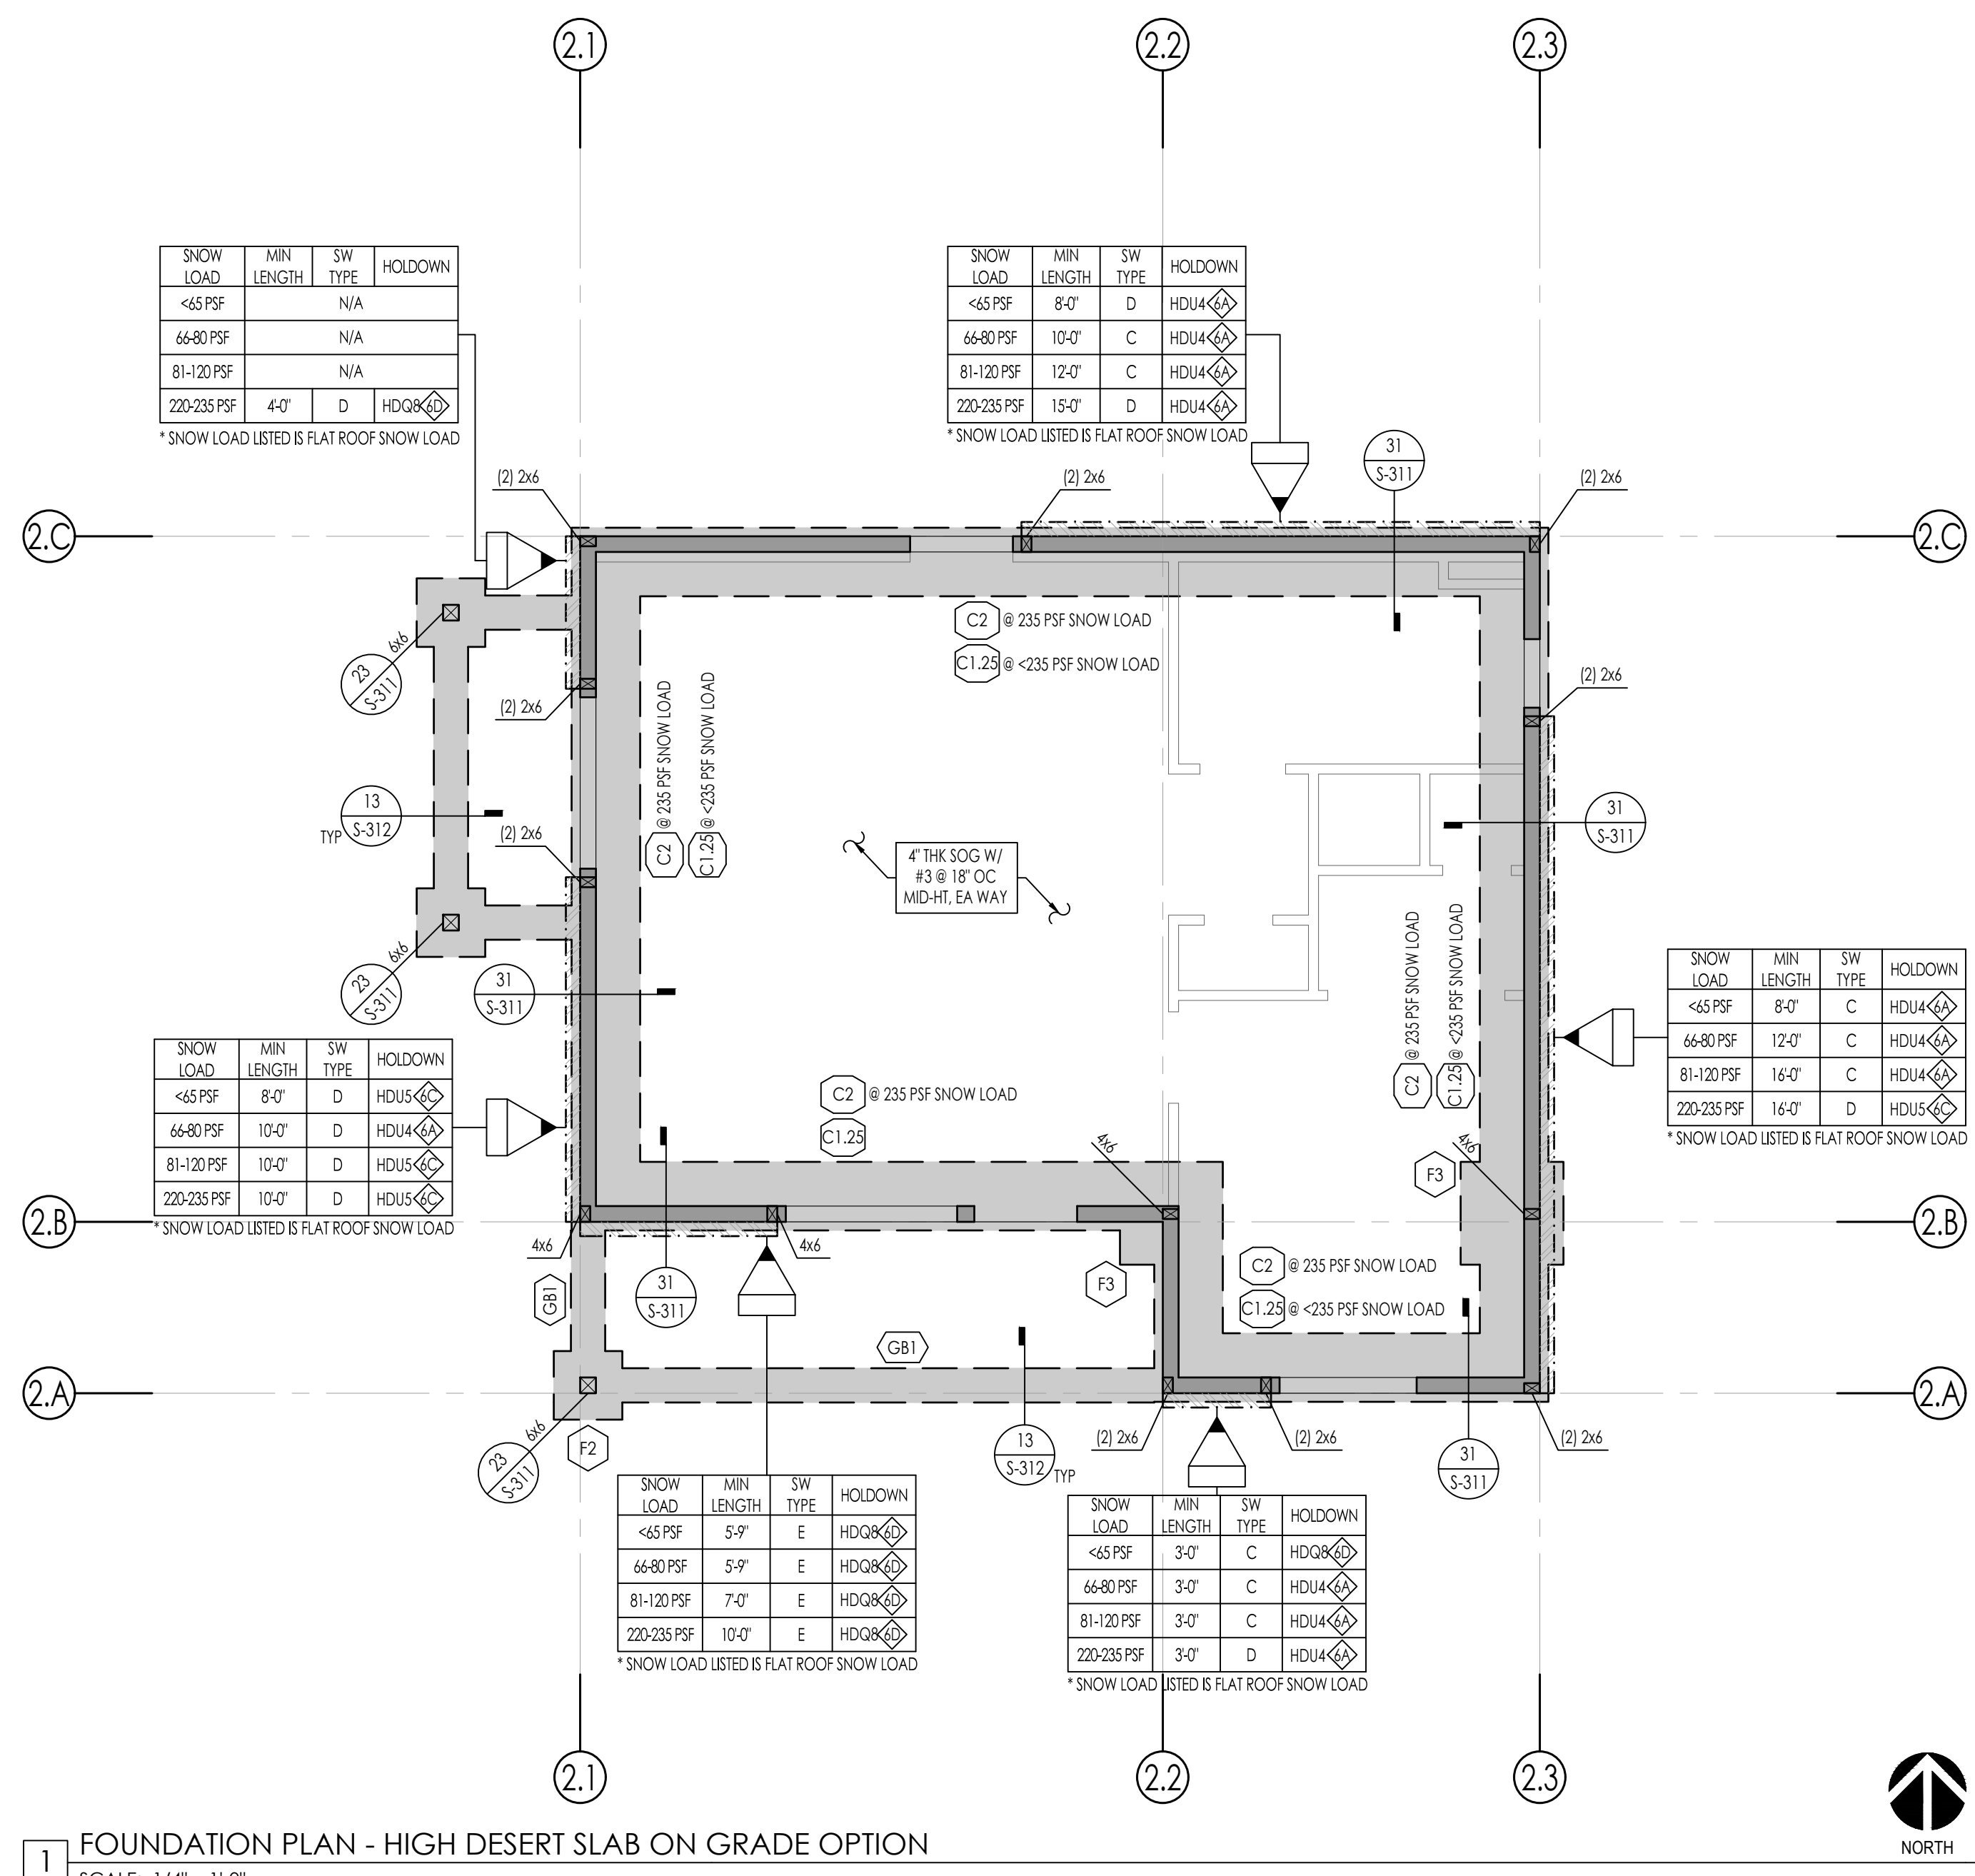 2.1
2.2
2.3
SNOW LOAD MIN LENGTH SW TYPE HOLDOWN
<65 PSF N/A
66-80 PSF N/A
81-120 PSF N/A
220-235 PSF 4'-0" D HDQ8 6D
* SNOW LOAD LISTED IS FLAT ROOF SNOW LOAD
SNOW LOAD MIN LENGTH SW TYPE HOLDOWN
<65 PSF 8'-0" D HDU4 6A
66-80 PSF 10'-0" C HDU4 6A
81-120 PSF 12'-0" C HDU4 6A
220-235 PSF 15'-0" D HDU4 6A
* SNOW LOAD LISTED IS FLAT ROOF SNOW LOAD
31
S-311
(2) 2x6
(2) 2x6
(2) 2x6
2.C
2.C
C2 @ 235 PSF SNOW LOAD
C1.25 @ <235 PSF SNOW LOAD
6x6
23
S-311
(2) 2x6
(2) 2x6
C2 @ 235 PSF SNOW LOAD
C1.25 @ <235 PSF SNOW LOAD
13
S-312
TYP
(2) 2x6
31
S-311
4" THK SOG W/
#3 @ 18" OC
MID-HT, EA WAY
6x6
23
S-311
31
S-311
C2 @ 235 PSF SNOW LOAD
C1.25 @ <235 PSF SNOW LOAD
SNOW LOAD MIN LENGTH SW TYPE HOLDOWN
<65 PSF 8'-0" C HDU4 6A
66-80 PSF 12'-0" C HDU4 6A
81-120 PSF 16'-0" C HDU4 6A
220-235 PSF 16'-0" D HDU5 6C
* SNOW LOAD LISTED IS FLAT ROOF SNOW LOAD
SNOW LOAD MIN LENGTH SW TYPE HOLDOWN
<65 PSF 8'-0" D HDU5 6C
66-80 PSF 10'-0" D HDU4 6A
81-120 PSF 10'-0" D HDU5 6C
220-235 PSF 10'-0" D HDU5 6C
* SNOW LOAD LISTED IS FLAT ROOF SNOW LOAD
C2 @ 235 PSF SNOW LOAD
C1.25
4x6
4x6
F3
2.B
2.B
4x6
4x6
GB1
31
S-311
F3
C2 @ 235 PSF SNOW LOAD
C1.25 @ <235 PSF SNOW LOAD
GB1
2.A
2.A
6x6
23
S-311
F2
13
S-312
TYP
(2) 2x6
(2) 2x6
31
S-311
(2) 2x6
SNOW LOAD MIN LENGTH SW TYPE HOLDOWN
<65 PSF 5'-9" E HDQ8 6D
66-80 PSF 5'-9" E HDQ8 6D
81-120 PSF 7'-0" E HDQ8 6D
220-235 PSF 10'-0" E HDQ8 6D
* SNOW LOAD LISTED IS FLAT ROOF SNOW LOAD
SNOW LOAD MIN LENGTH SW TYPE HOLDOWN
<65 PSF 3'-0" C HDQ8 6D
66-80 PSF 3'-0" C HDU4 6A
81-120 PSF 3'-0" C HDU4 6A
220-235 PSF 3'-0" D HDU4 6A
* SNOW LOAD LISTED IS FLAT ROOF SNOW LOAD
2.1
2.2
2.3
NORTH
1
FOUNDATION PLAN - HIGH DESERT SLAB ON GRADE OPTION